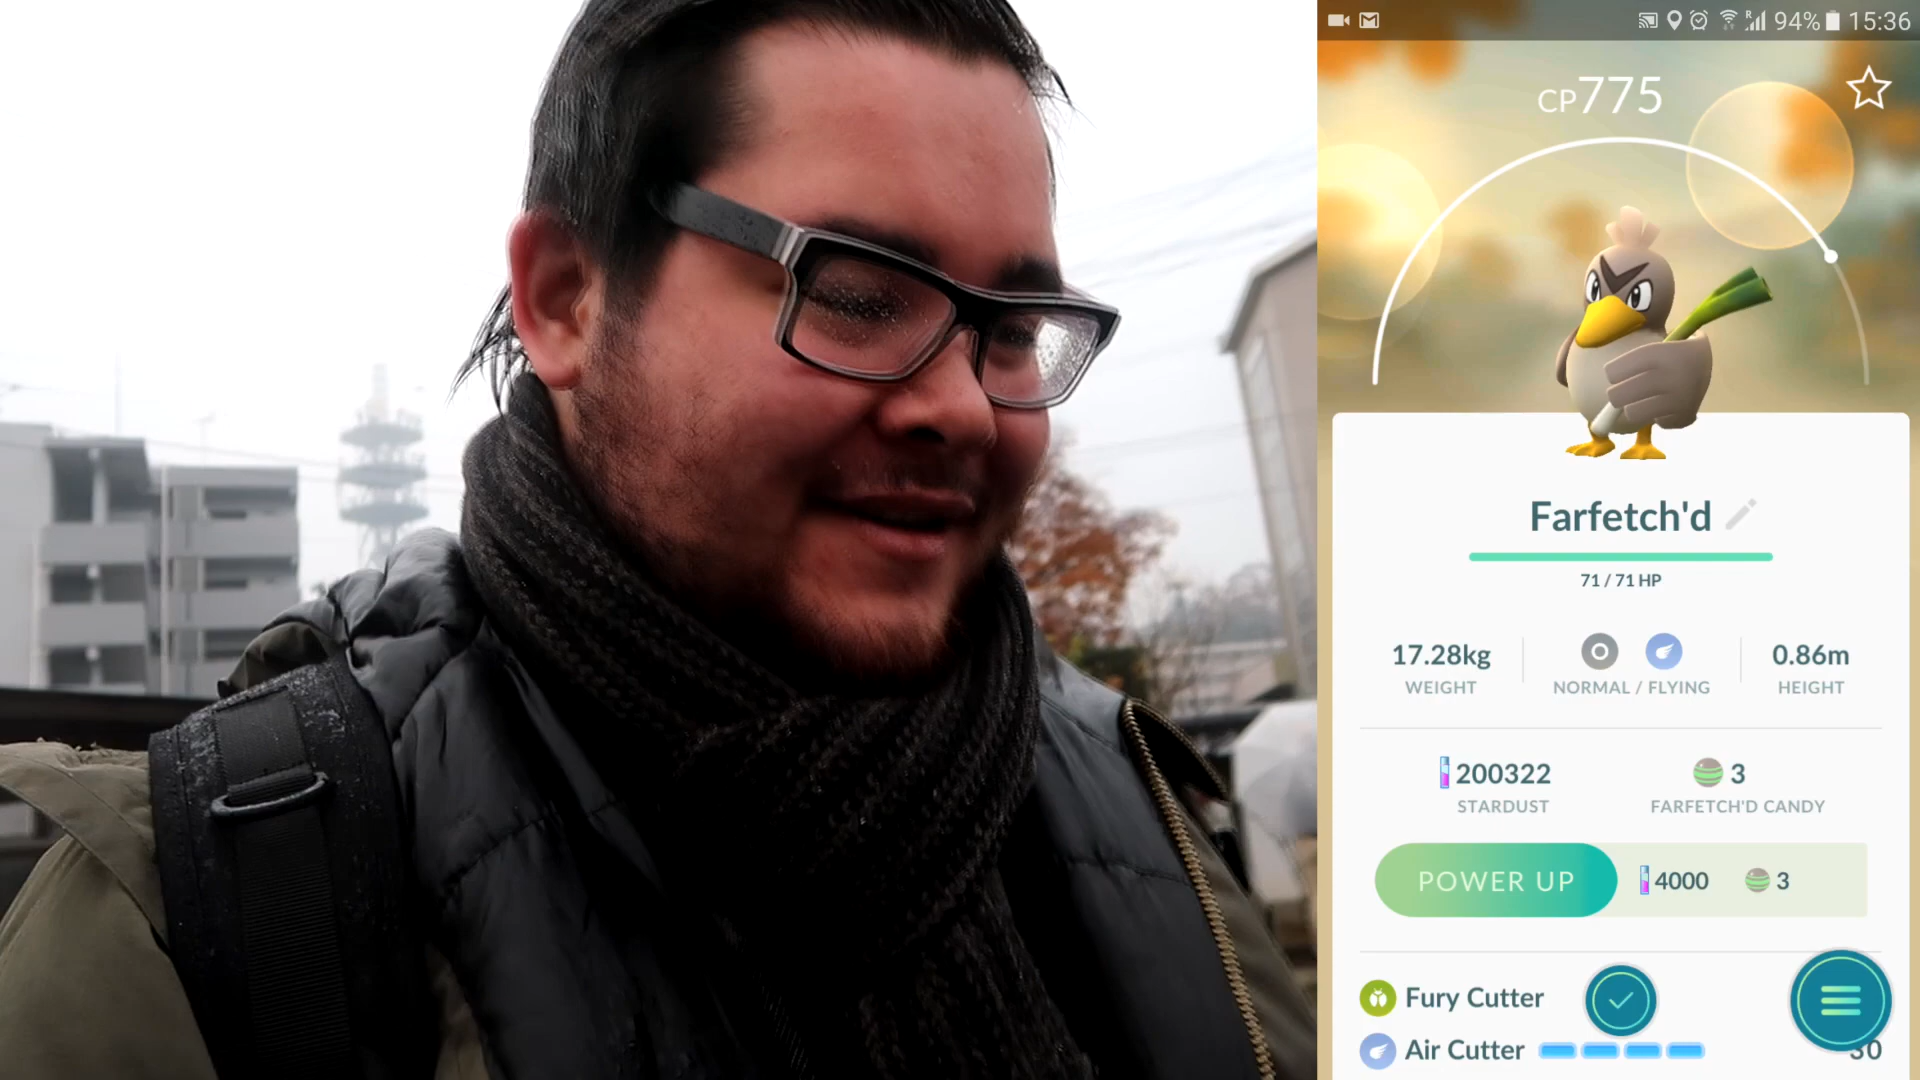 94% 15:36
CP775
Farfetch'd
71 / 71 HP
17.28kg
WEIGHT
NORMAL / FLYING
0.86m
HEIGHT
200322
STARDUST
3
FARFETCH'D CANDY
POWER UP 4000 3
Fury Cutter
Air Cutter 30